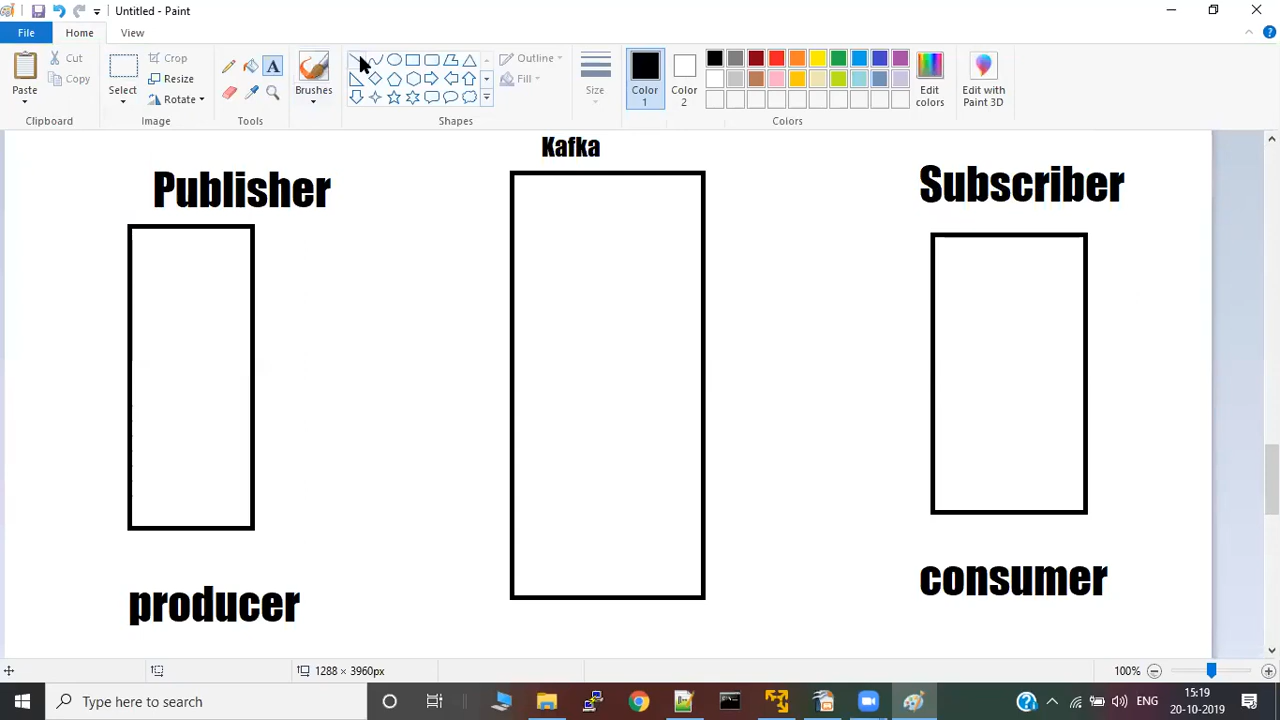 Untitled - Paint
File
Home
View
Paste
Cut
Copy
Clipboard
Select
Crop
Resize
Rotate
Image
A
Tools
Brushes
Outline
Fill
Shapes
Size
Color
1
Color
2
Edit
colors
Colors
Edit with
Paint 3D
Kafka
Publisher
Subscriber
producer
consumer
1288 × 3960px
100%
Type here to search
ENG
15:19
20-10-2019